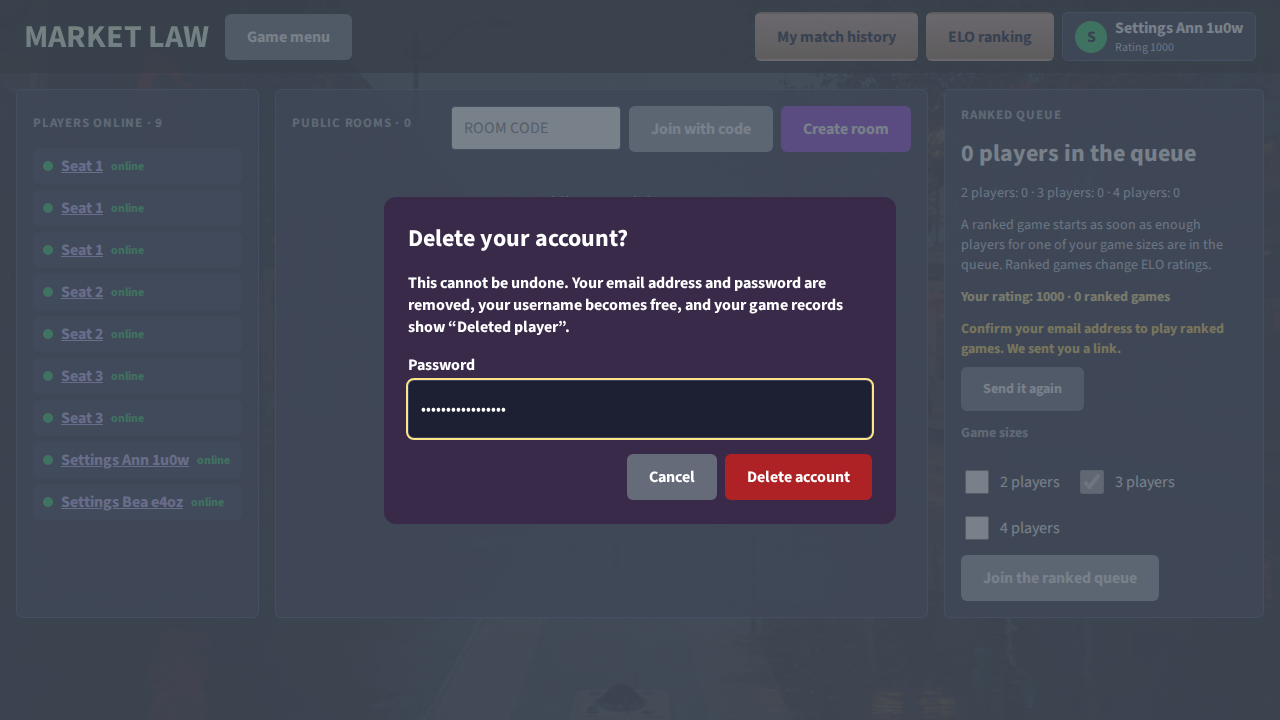 MARKET LAW
Game menu
My match history
ELO ranking
S
Settings Ann 1u0w
Rating 1000
PLAYERS ONLINE · 9
Seat 1 online
Seat 1 online
Seat 1 online
Seat 2 online
Seat 2 online
Seat 3 online
Seat 3 online
Settings Ann 1u0w online
Settings Bea e4oz online
PUBLIC ROOMS · 0
ROOM CODE
Join with code
Create room
Delete your account?
This cannot be undone. Your email address and password are
removed, your username becomes free, and your game records
show “Deleted player”.
Password
•••••••••••••••••
Cancel
Delete account
RANKED QUEUE
0 players in the queue
2 players: 0 · 3 players: 0 · 4 players: 0
A ranked game starts as soon as enough
players for one of your game sizes are in the
queue. Ranked games change ELO ratings.
Your rating: 1000 · 0 ranked games
Confirm your email address to play ranked
games. We sent you a link.
Send it again
Game sizes
2 players
3 players
4 players
Join the ranked queue